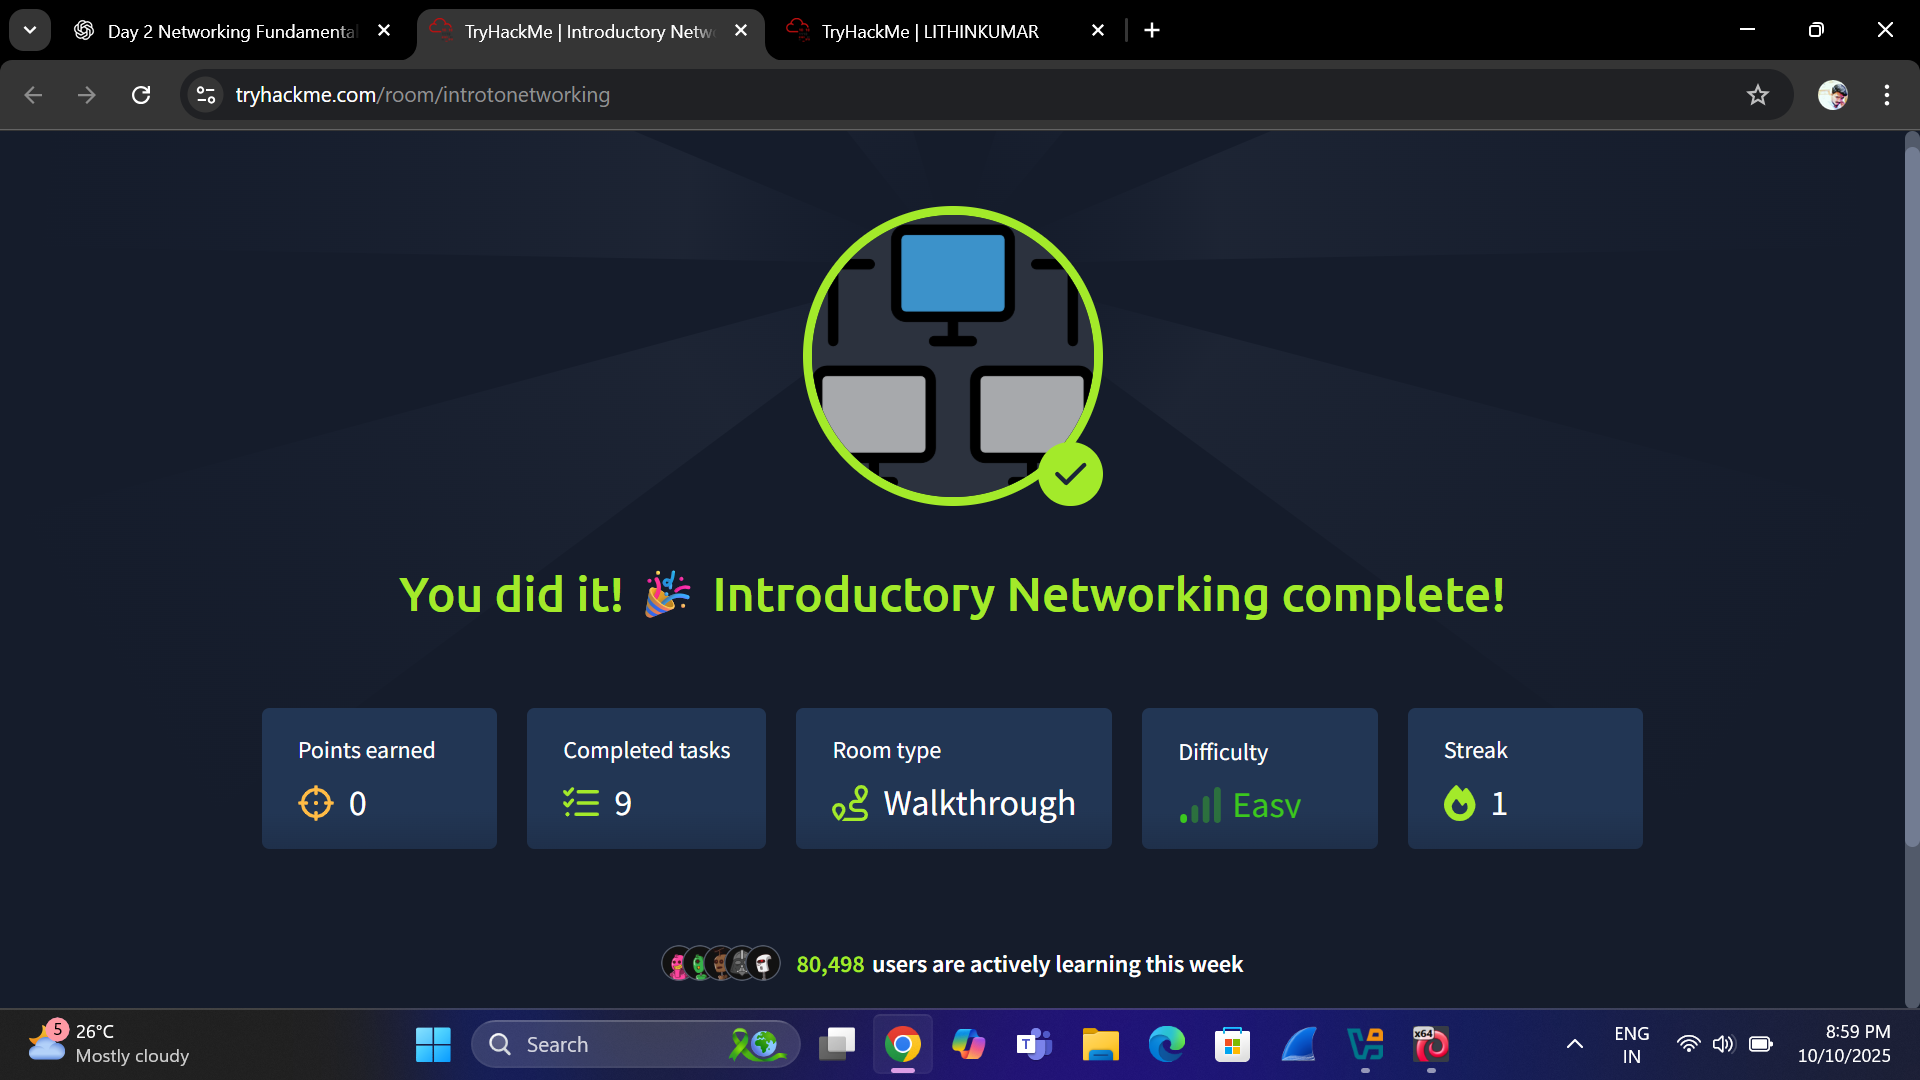 Day 2 Networking Fundamental
TryHackMe | Introductory Netw
TryHackMe | LITHINKUMAR
tryhackme.com/room/introtonetworking
You did it! 🎉 Introductory Networking complete!
Points earned
0
Completed tasks
9
Room type
Walkthrough
Difficulty
Easy
Streak
1
80,498 users are actively learning this week
5
26°C
Mostly cloudy
Search
T
x64
ENG
IN
8:59 PM
10/10/2025